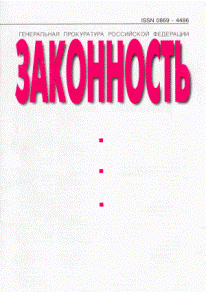 ISSN 0869 - 4486
ГЕНЕРАЛЬНАЯ ПРОКУРАТУРА РОССИЙСКОЙ ФЕДЕРАЦИИ
ЗАКОННОСТЬ